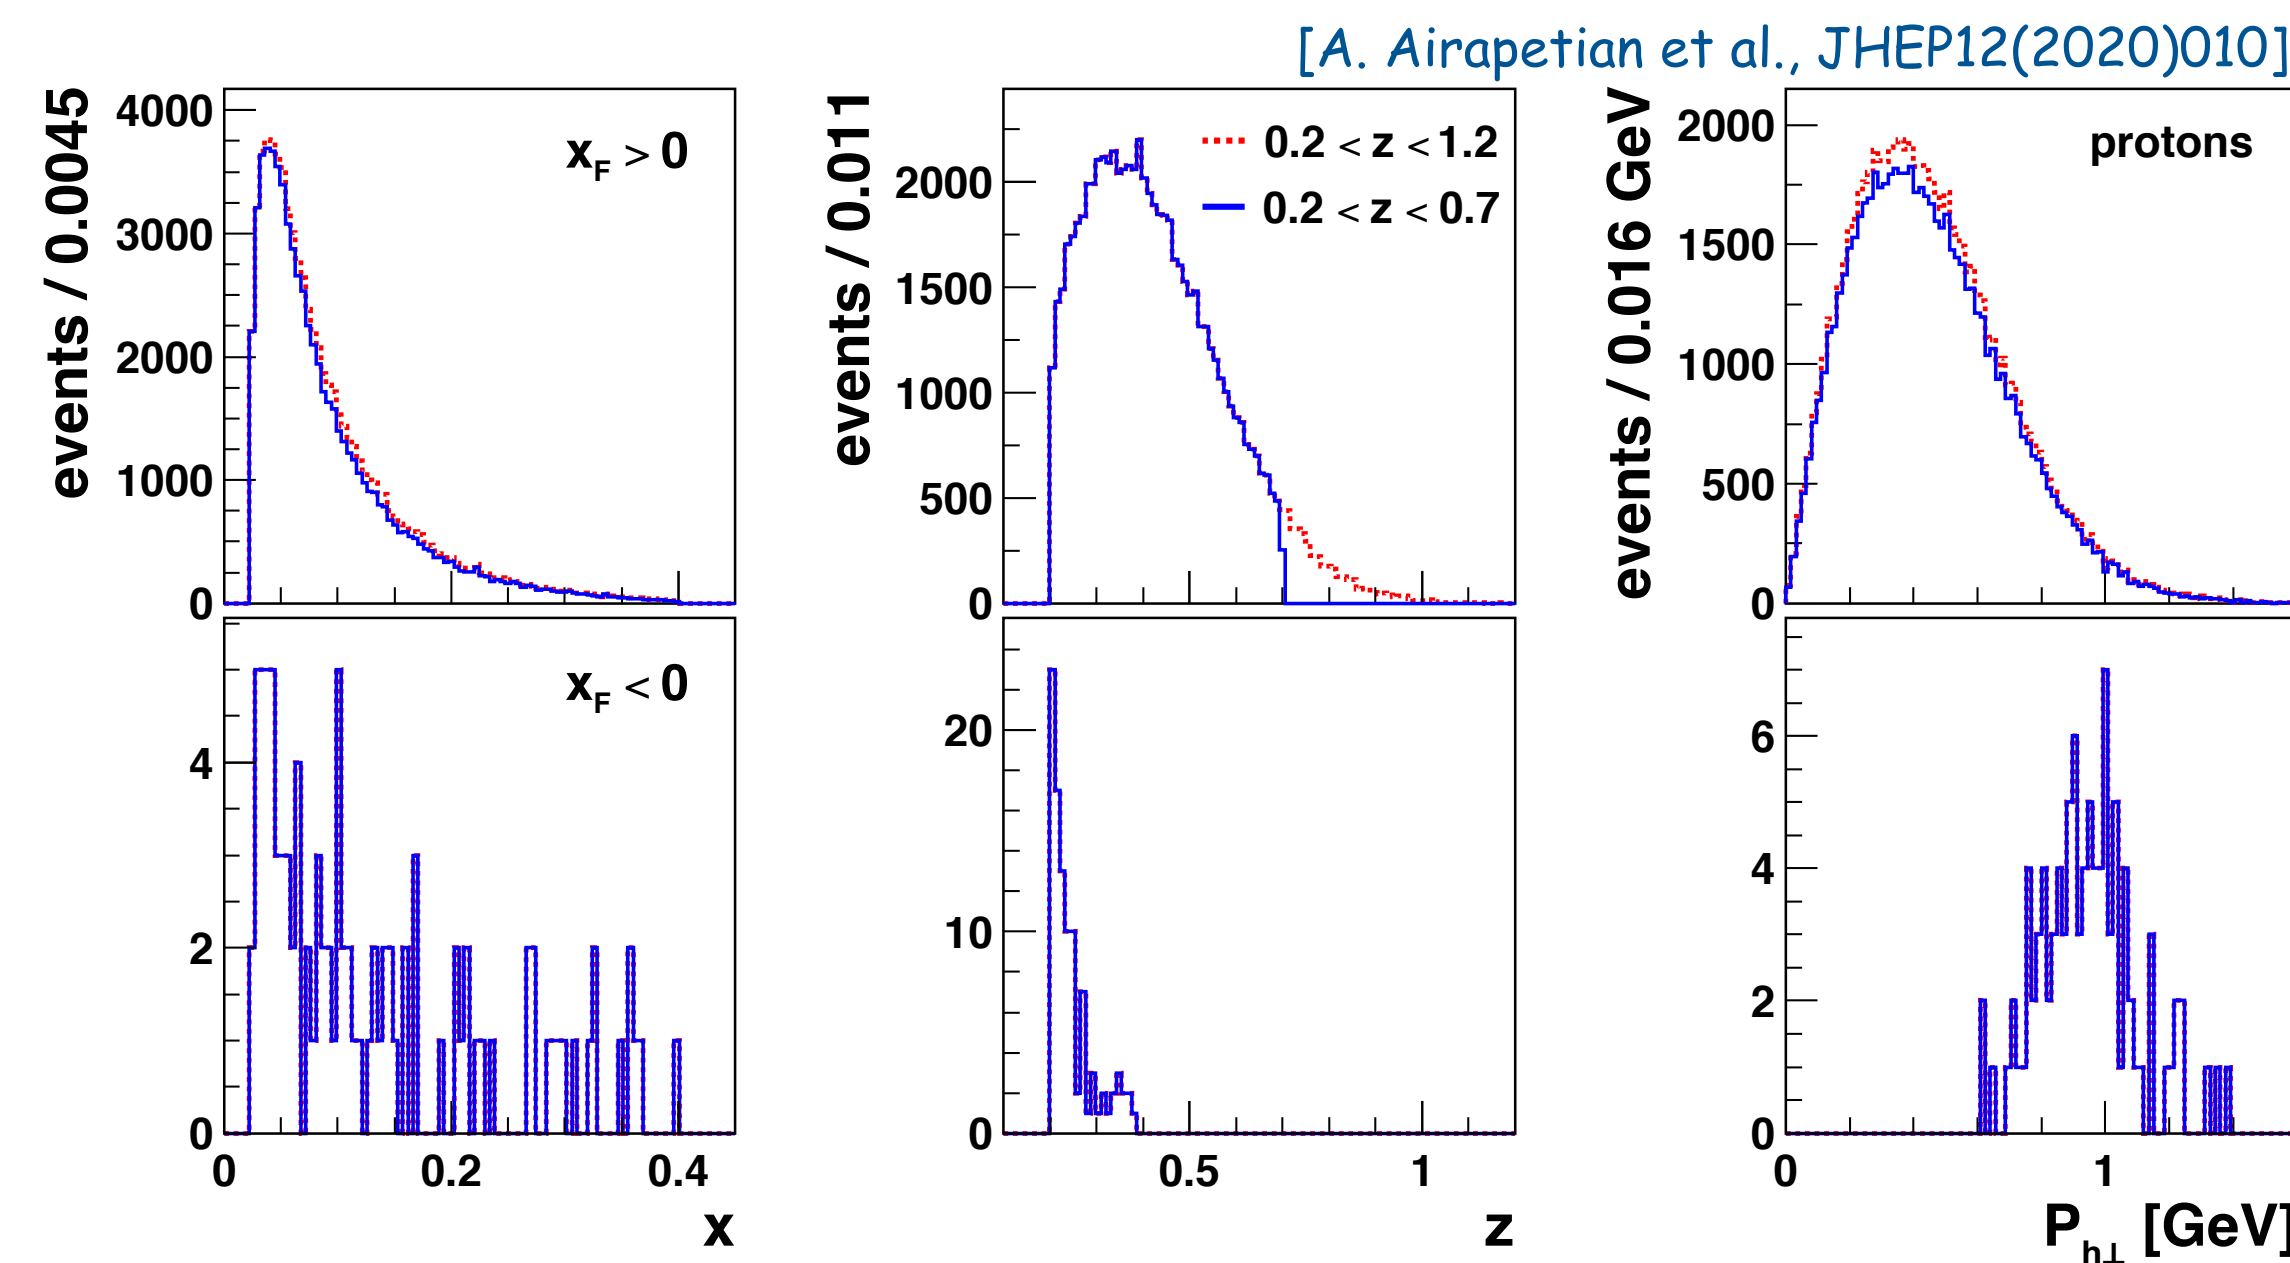 [A. Airapetian et al., JHEP12(2020)010]
events / 0.0045
4000
3000
2000
1000
0
x_F > 0
events / 0.011
2000
1500
1000
500
0
0.2 < z < 1.2
0.2 < z < 0.7
events / 0.016 GeV
2000
1500
1000
500
0
protons
4
2
0
x_F < 0
0
0.2
0.4
x
20
10
0
0.5
1
z
6
4
2
0
0
1
P_h⊥ [GeV]